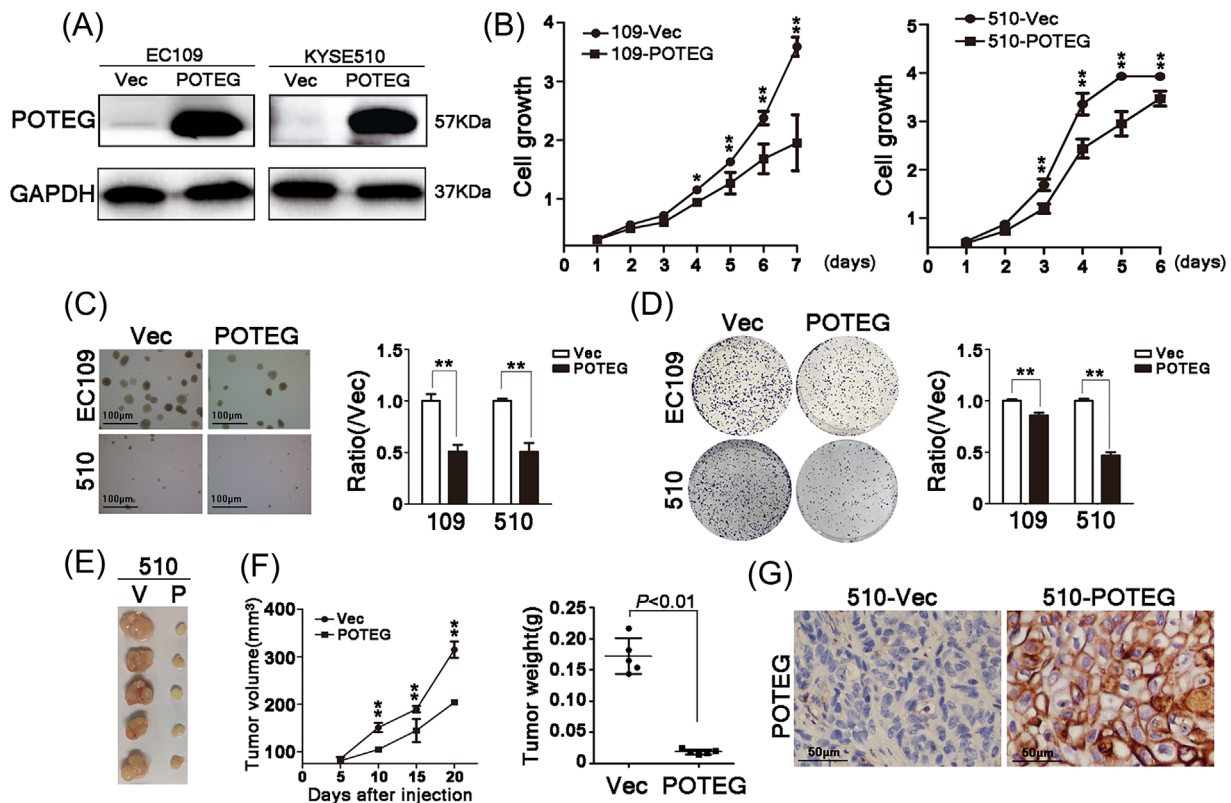 (A)
EC109 KYSE510
Vec POTEG Vec POTEG
POTEG 57KDa
GAPDH 37KDa
(B)
109-Vec
109-POTEG
Cell growth
4
3
2
1
0 1 2 3 4 5 6 7 (days)
* ** ** **
510-Vec
510-POTEG
Cell growth
5
4
3
2
1
0 1 2 3 4 5 6 (days)
** ** ** **
(C)
Vec POTEG
EC109
100μm 100μm
510
100μm 100μm
Vec
POTEG
Ratio(/Vec)
1.5
1.0
0.5
0
** **
109 510
(D)
Vec POTEG
EC109
510
Vec
POTEG
Ratio(/Vec)
1.5
1.0
0.5
0
** **
109 510
(E)
510
V P
(F)
Vec
POTEG
Tumor volume(mm³)
400
300
200
100
0 5 10 15 20
Days after injection
** ** **
P<0.01
Tumor weight(g)
0.25
0.20
0.15
0.10
0.05
0
Vec POTEG
(G)
510-Vec 510-POTEG
POTEG
50μm 50μm